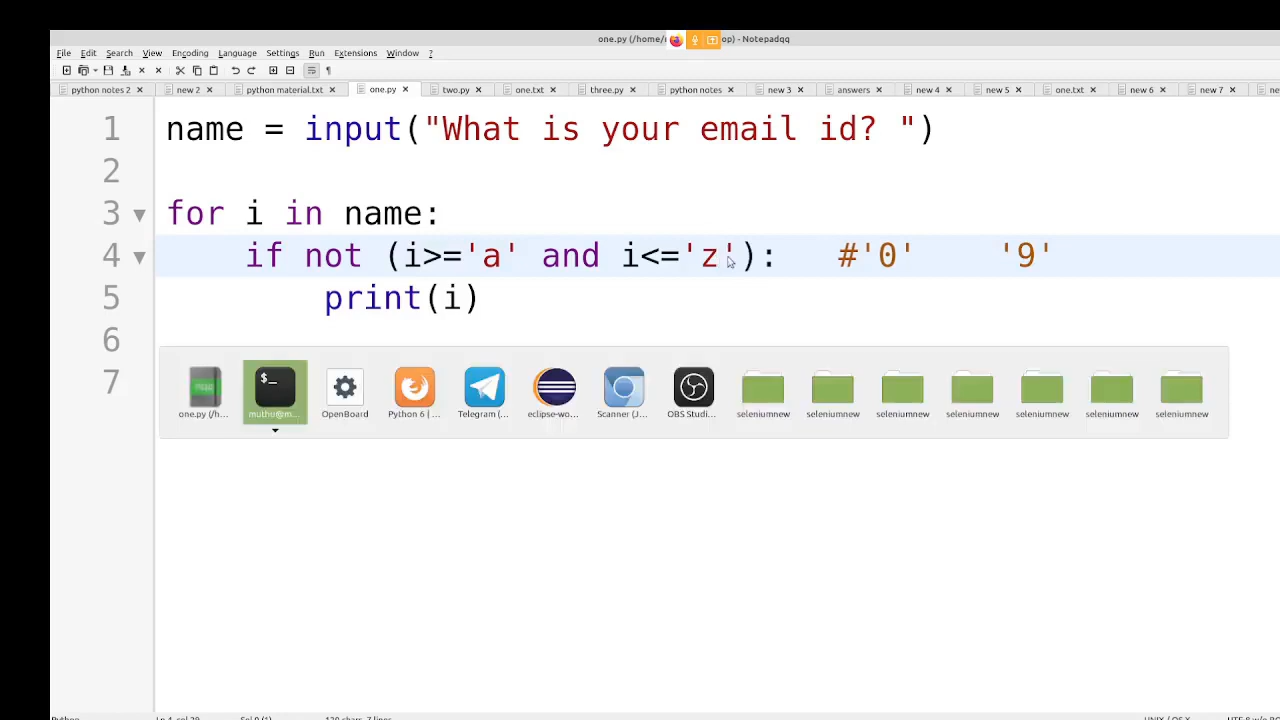 one.py (/home/ op) - Notepadqq
File Edit Search View Encoding Language Settings Run Extensions Window ?
python notes 2 new 2 python material.txt one.py two.py one.txt three.py python notes new 3 answers new 4 new 5 one.txt new 6 new 7
1 name = input("What is your email id? ")
2
3 for i in name:
4 if not (i>='a' and i<='z'): #'0' '9'
5 print(i)
6
7
one.py (/h... muthu@m... OpenBoard Python 6 | ... Telegram (... eclipse-wo... Scanner (J... OBS Studi... seleniumnew seleniumnew seleniumnew seleniumnew seleniumnew seleniumnew seleniumnew